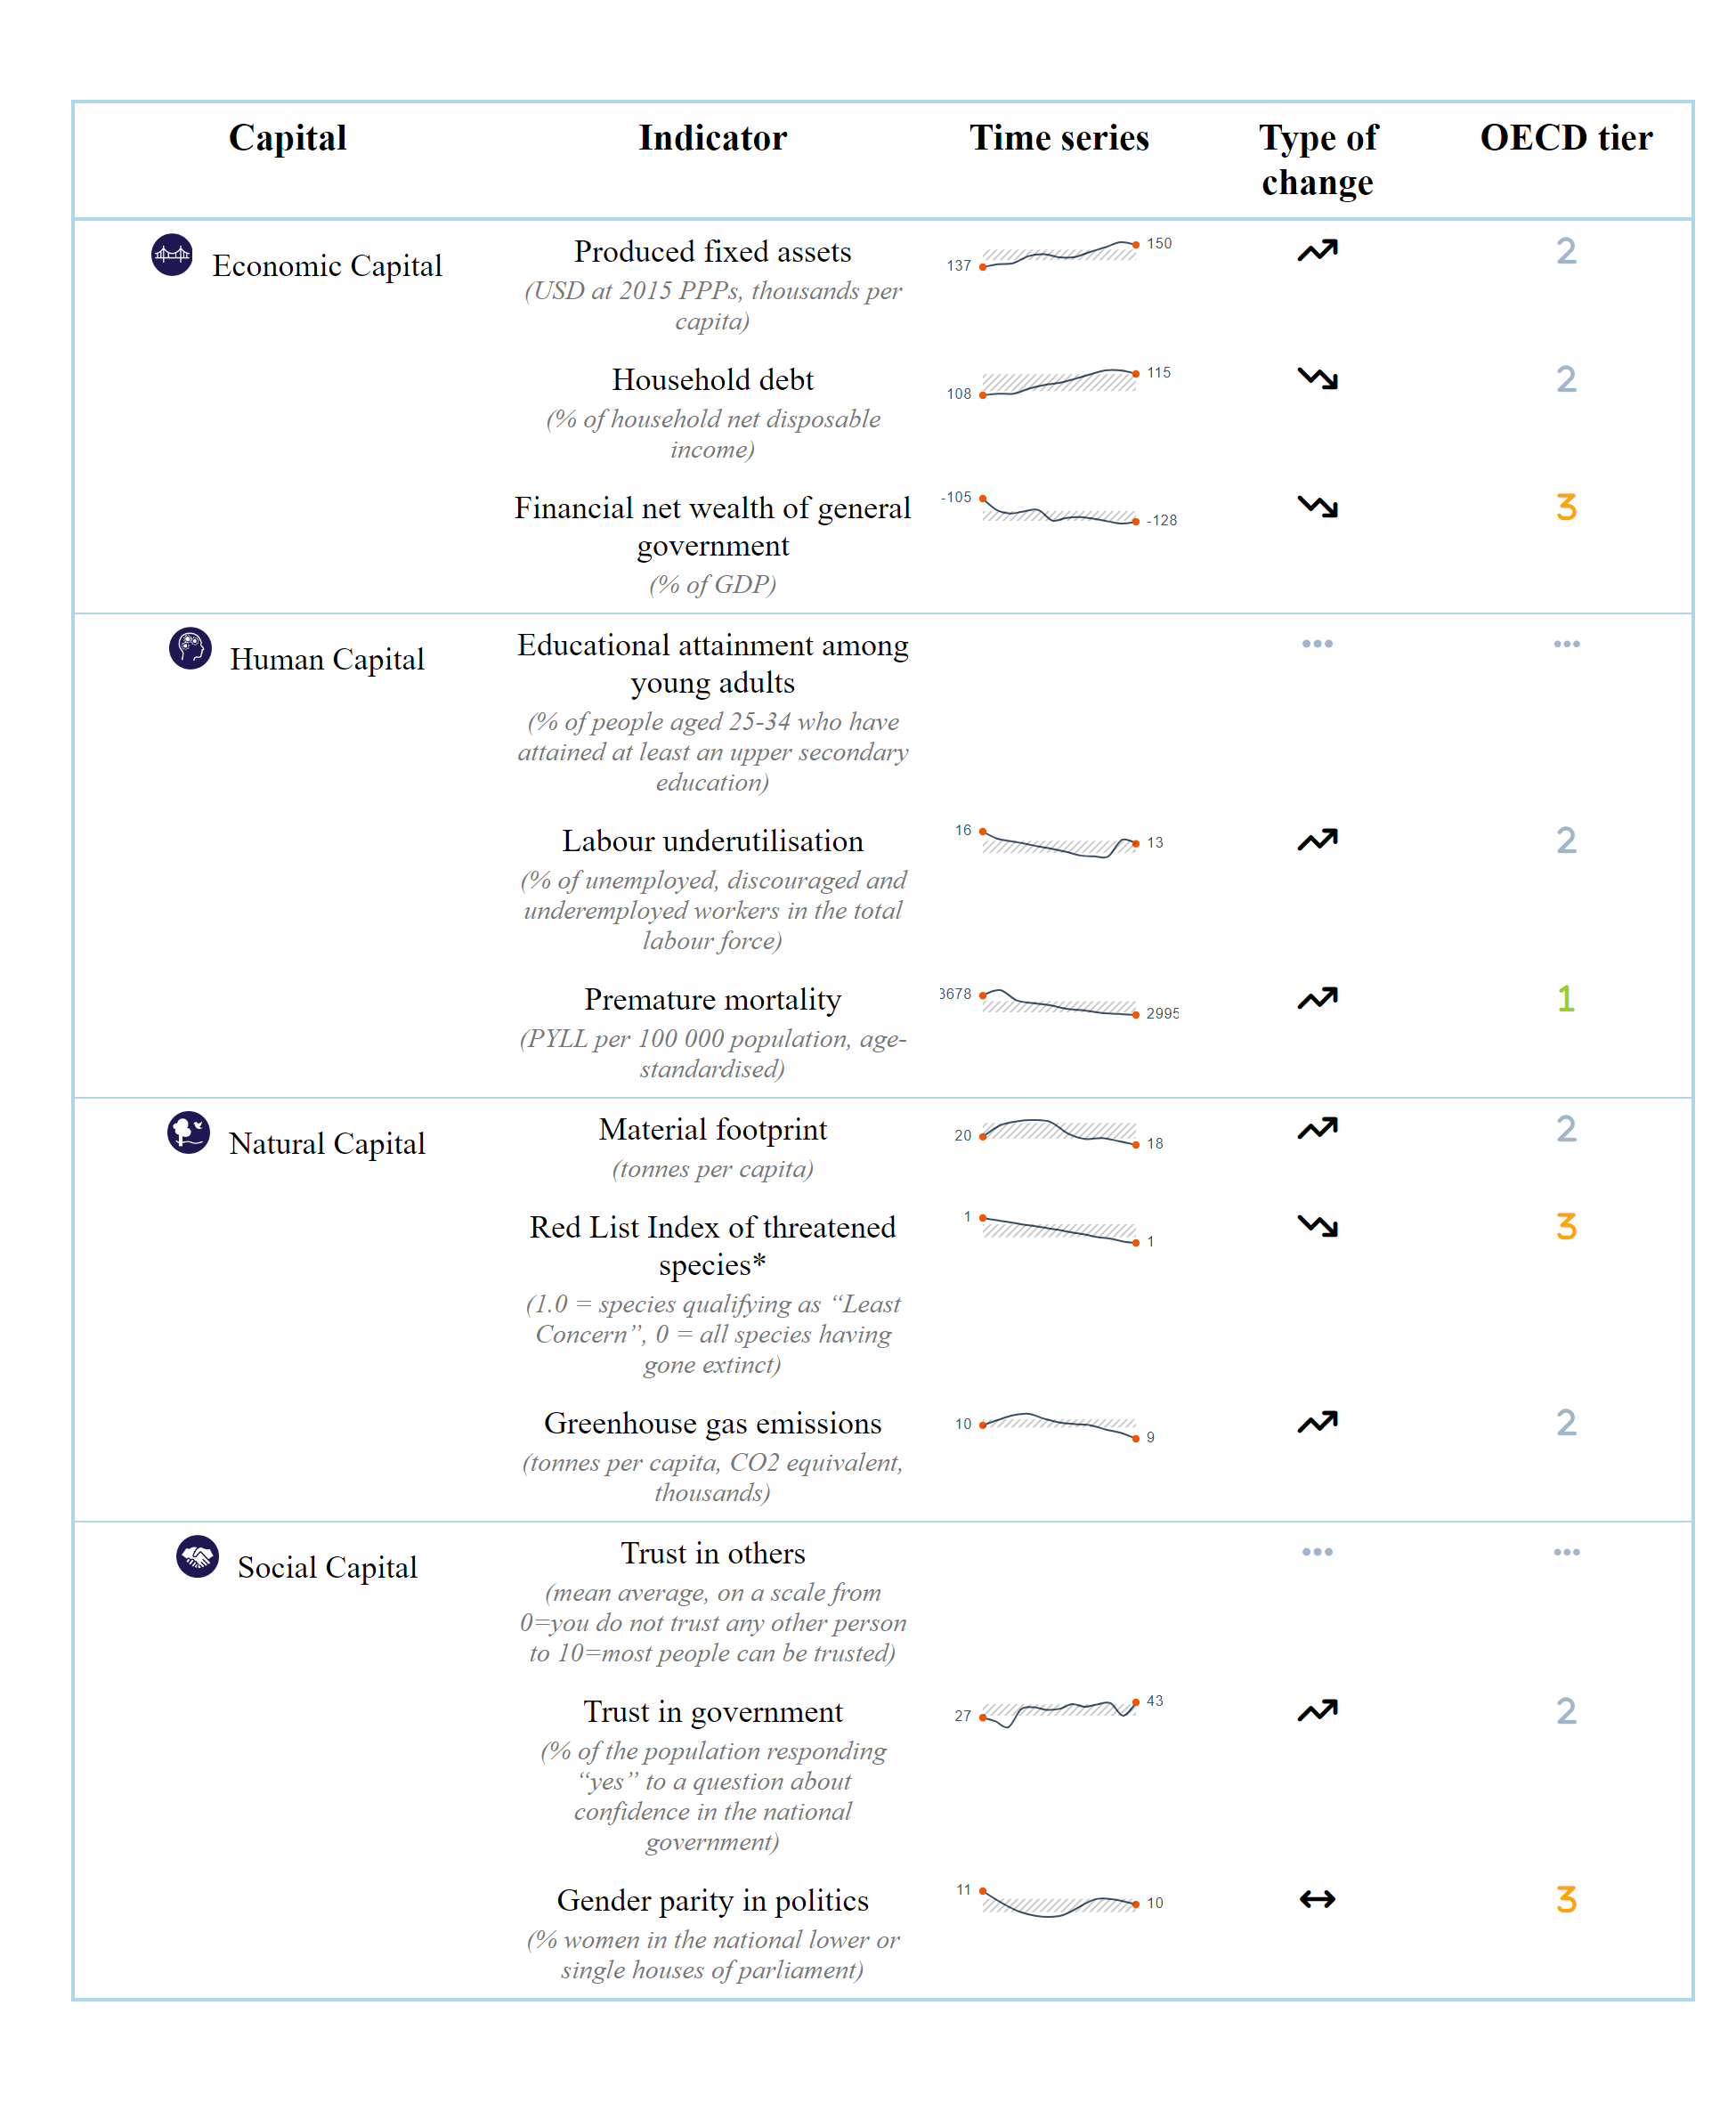 Capital Indicator Time series Type of change OECD tier
Economic Capital
Produced fixed assets
(USD at 2015 PPPs, thousands per
capita)
137 150
2
Household debt
(% of household net disposable
income)
108 115
2
Financial net wealth of general
government
(% of GDP)
-105 -128
3
Human Capital
Educational attainment among
young adults
(% of people aged 25-34 who have
attained at least an upper secondary
education)
... ...
Labour underutilisation
(% of unemployed, discouraged and
underemployed workers in the total
labour force)
16 13
2
Premature mortality
(PYLL per 100 000 population, age-
standardised)
3678 2995
1
Natural Capital
Material footprint
(tonnes per capita)
20 18
2
Red List Index of threatened
species*
(1.0 = species qualifying as “Least
Concern”, 0 = all species having
gone extinct)
1 1
3
Greenhouse gas emissions
(tonnes per capita, CO2 equivalent,
thousands)
10 9
2
Social Capital
Trust in others
(mean average, on a scale from
0=you do not trust any other person
to 10=most people can be trusted)
... ...
Trust in government
(% of the population responding
“yes” to a question about
confidence in the national
government)
27 43
2
Gender parity in politics
(% women in the national lower or
single houses of parliament)
11 10
3